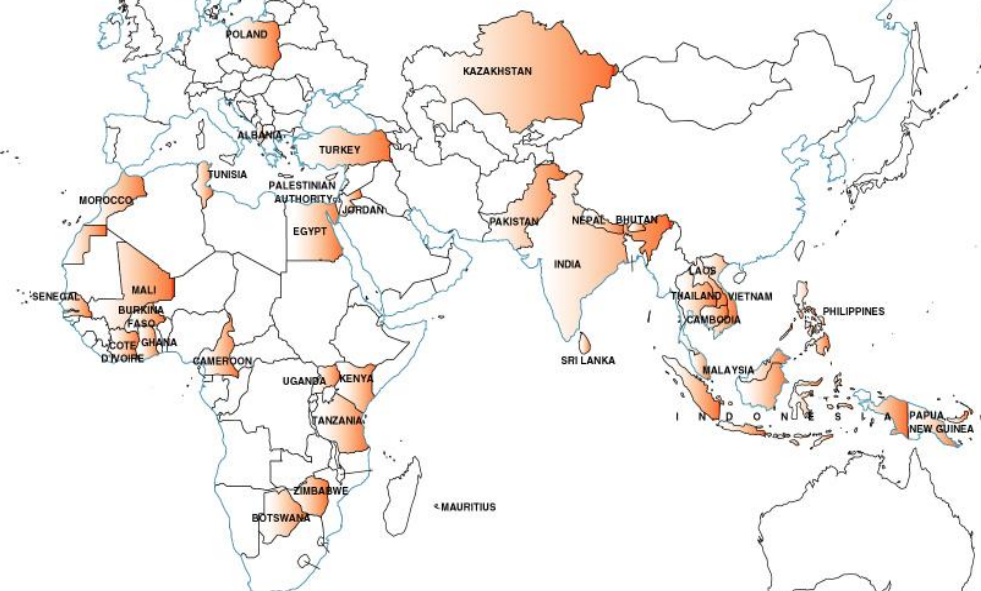 POLAND
KAZAKHSTAN
ALBANIA
TURKEY
TUNISIA
PALESTINIAN
AUTHORITY
MOROCCO
JORDAN
PAKISTAN
NEPAL
BHUTAN
EGYPT
INDIA
LAOS
MALI
SENEGAL
THAILAND
VIETNAM
BURKINA
FASO
CAMBODIA
PHILIPPINES
COTE
D'IVOIRE
GHANA
CAMEROON
SRI LANKA
MALAYSIA
UGANDA
KENYA
INDONESIA
PAPUA
NEW GUINEA
TANZANIA
ZIMBABWE
MAURITIUS
BOTSWANA